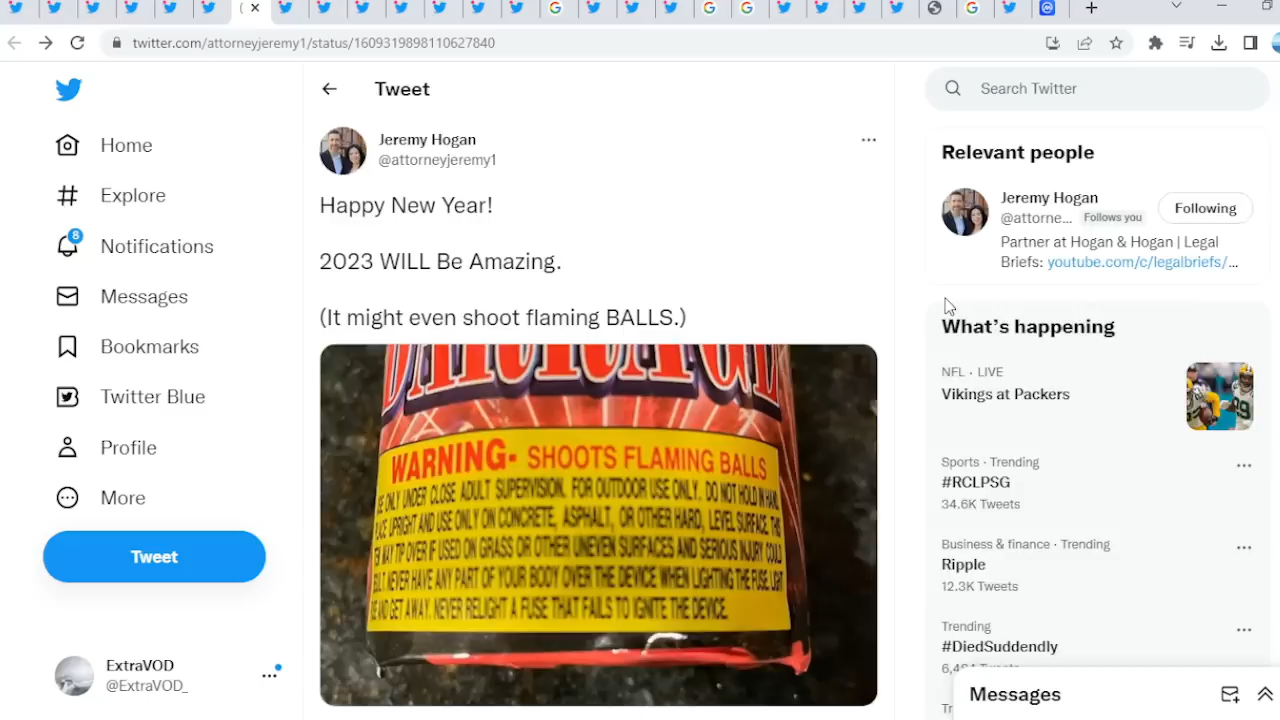 twitter.com/attorneyjeremy1/status/1609319898110627840
Home
Explore
8
Notifications
Messages
Bookmarks
Twitter Blue
Profile
More
Tweet
ExtraVOD
@ExtraVOD_
Tweet
Jeremy Hogan
@attorneyjeremy1
Happy New Year!
2023 WILL Be Amazing.
(It might even shoot flaming BALLS.)
WARNING- SHOOTS FLAMING BALLS
ONLY UNDER CLOSE ADULT SUPERVISION. FOR OUTDOOR USE ONLY. DO NOT HOLD IN HAND.
UPRIGHT AND USE ONLY ON CONCRETE, ASPHALT, OR OTHER HARD, LEVEL SURFACE.
MAY TIP OVER IF USED ON GRASS OR OTHER UNEVEN SURFACES AND SERIOUS INJURY COULD
NEVER HAVE ANY PART OF YOUR BODY OVER THE DEVICE WHEN LIGHTING THE FUSE. LIGHT
AND GET AWAY. NEVER RELIGHT A FUSE THAT FAILS TO IGNITE THE DEVICE.
Search Twitter
Relevant people
Jeremy Hogan
@attorne... Follows you
Following
Partner at Hogan & Hogan | Legal
Briefs: youtube.com/c/legalbriefs/...
What's happening
NFL · LIVE
Vikings at Packers
Sports · Trending
#RCLPSG
34.6K Tweets
Business & finance · Trending
Ripple
12.3K Tweets
Trending
#DiedSuddenly
Messages